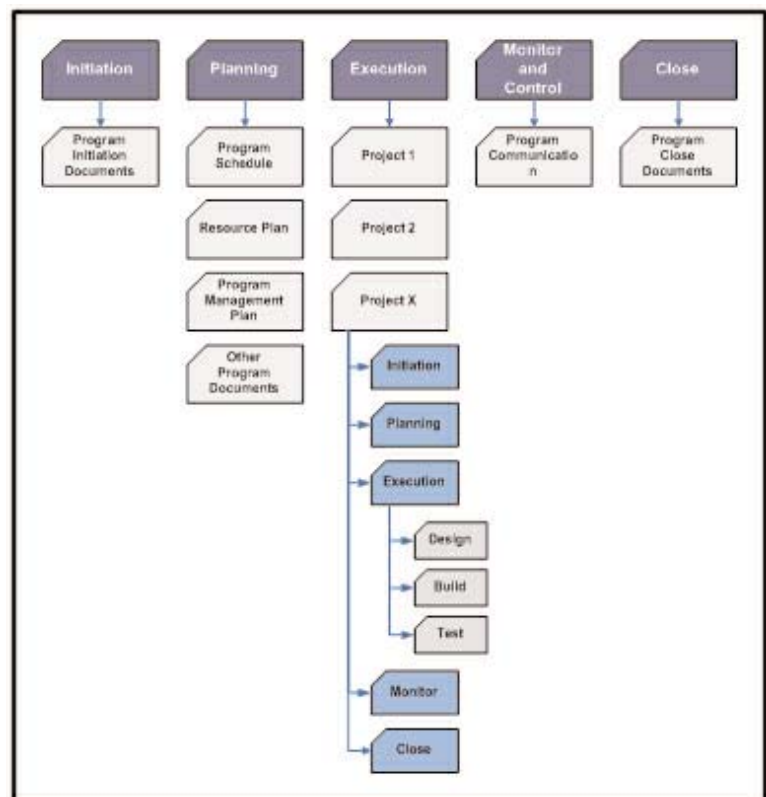 Initiation
Planning
Execution
Monitor
and
Control
Close
Program
Initiation
Documents
Program
Schedule
Project 1
Program
Communicatio
n
Program
Close
Documents
Resource Plan
Project 2
Program
Management
Plan
Project X
Other
Program
Documents
Initiation
Planning
Execution
Design
Build
Test
Monitor
Close